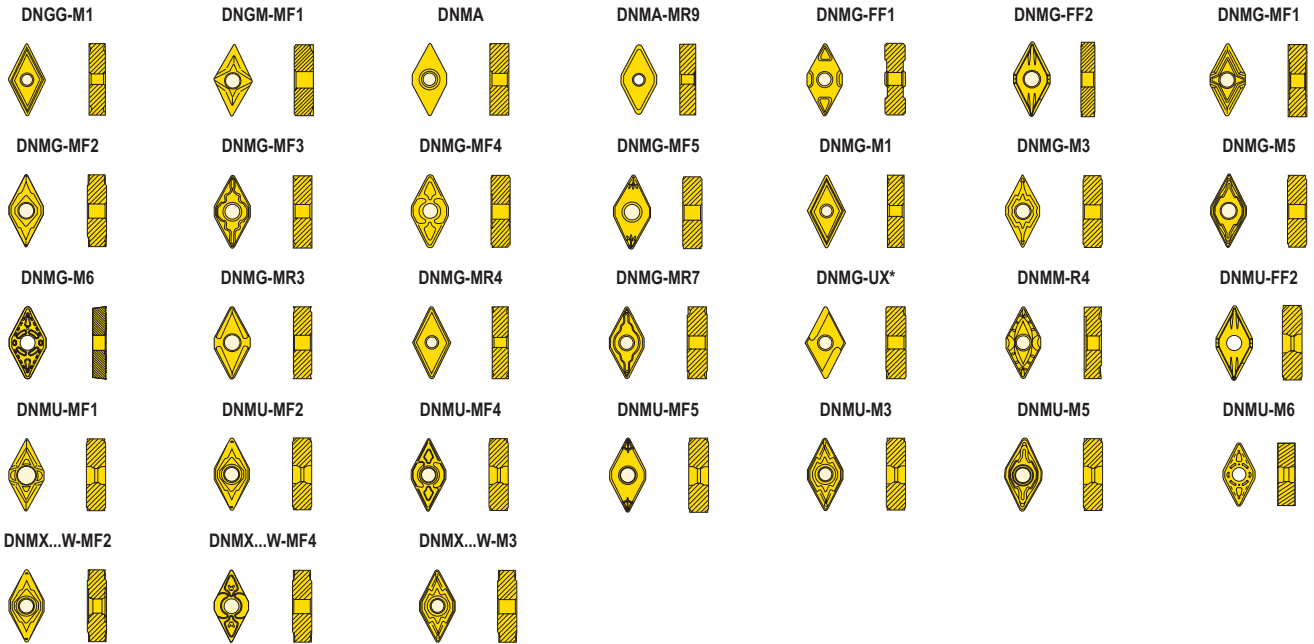 DNGG-M1
DNGM-MF1
DNMA
DNMA-MR9
DNMG-FF1
DNMG-FF2
DNMG-MF1
DNMG-MF2
DNMG-MF3
DNMG-MF4
DNMG-MF5
DNMG-M1
DNMG-M3
DNMG-M5
DNMG-M6
DNMG-MR3
DNMG-MR4
DNMG-MR7
DNMG-UX*
DNMM-R4
DNMU-FF2
DNMU-MF1
DNMU-MF2
DNMU-MF4
DNMU-MF5
DNMU-M3
DNMU-M5
DNMU-M6
DNMX...W-MF2
DNMX...W-MF4
DNMX...W-M3